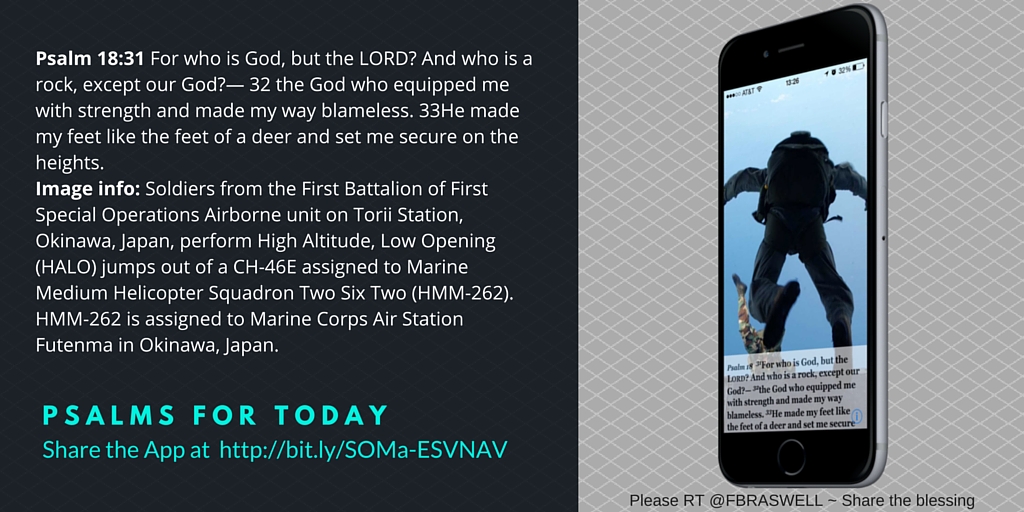 Psalm 18:31 For who is God, but the LORD? And who is a
rock, except our God?— 32 the God who equipped me
with strength and made my way blameless. 33He made
my feet like the feet of a deer and set me secure on the
heights.
Image info: Soldiers from the First Battalion of First
Special Operations Airborne unit on Torii Station,
Okinawa, Japan, perform High Altitude, Low Opening
(HALO) jumps out of a CH-46E assigned to Marine
Medium Helicopter Squadron Two Six Two (HMM-262).
HMM-262 is assigned to Marine Corps Air Station
Futenma in Okinawa, Japan.
PSALMS FOR TODAY
Share the App at http://bit.ly/SOMa-ESVNAV
AT&T 13:26 32%
Psalm 18 31For who is God, but the
LORD? And who is a rock, except our
God?— 32the God who equipped me
with strength and made my way
blameless. 33He made my feet like
the feet of a deer and set me secure
Please RT @FBRASWELL ~ Share the blessing